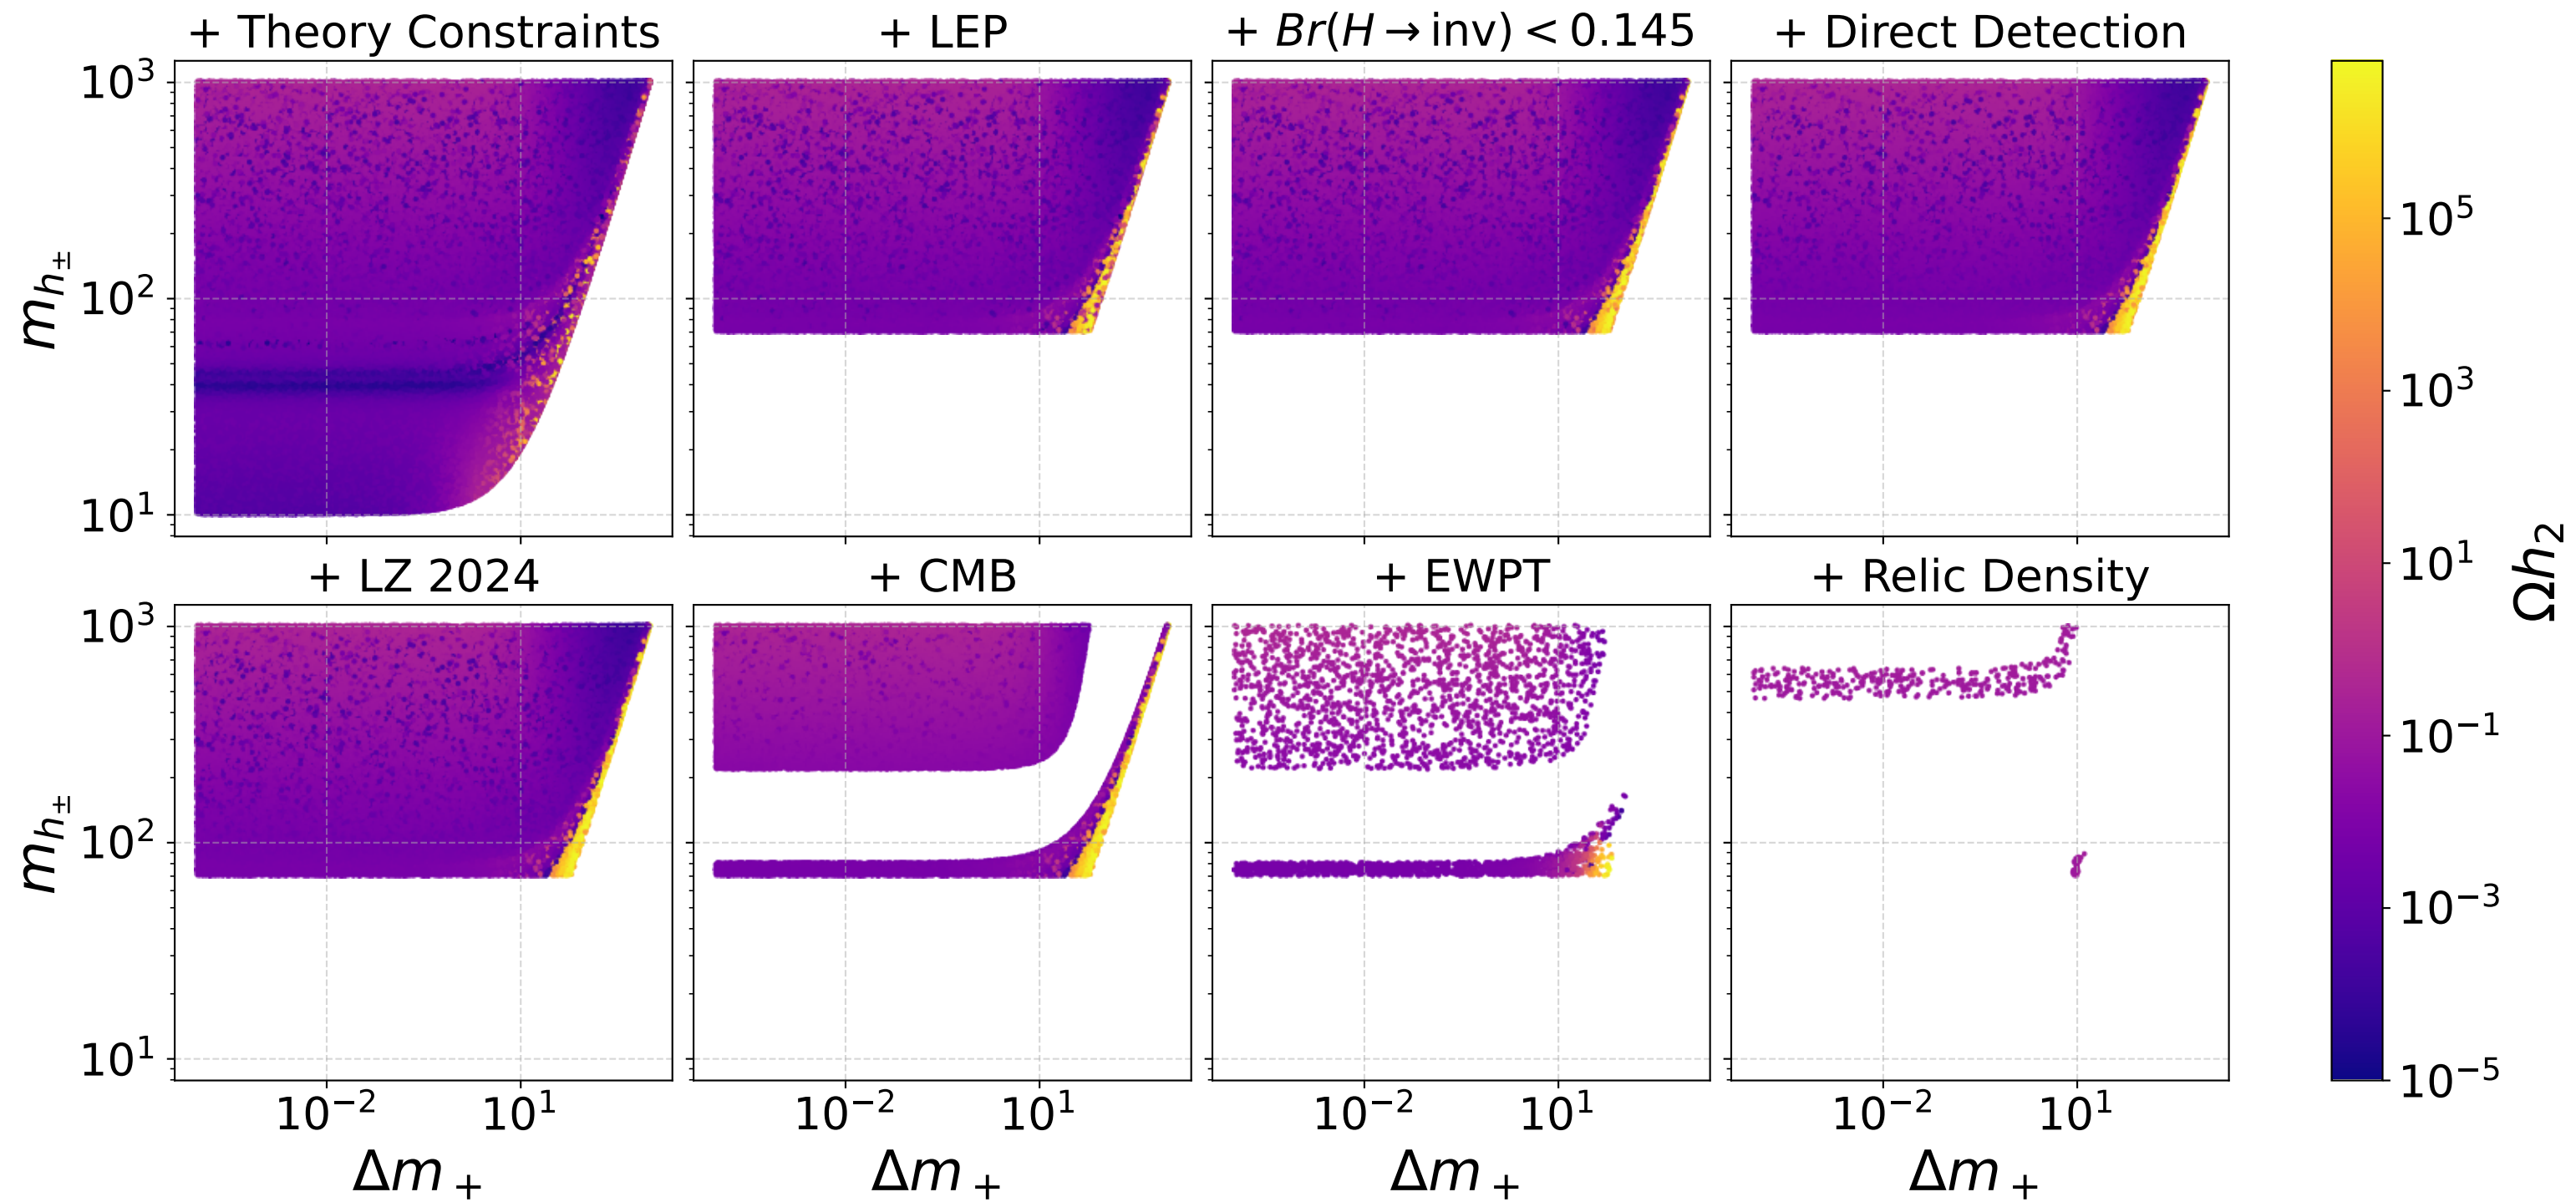 + Theory Constraints
+ LEP
+ Br(H → inv) < 0.145
+ Direct Detection
10³
10²
10¹
m_{h_±}
+ LZ 2024
+ CMB
+ EWPT
+ Relic Density
10³
10²
10¹
m_{h_±}
10⁻² 10¹
10⁻² 10¹
10⁻² 10¹
10⁻² 10¹
Δm₊
Δm₊
Δm₊
Δm₊
10⁵
10³
10¹
10⁻¹
10⁻³
10⁻⁵
Ωh₂